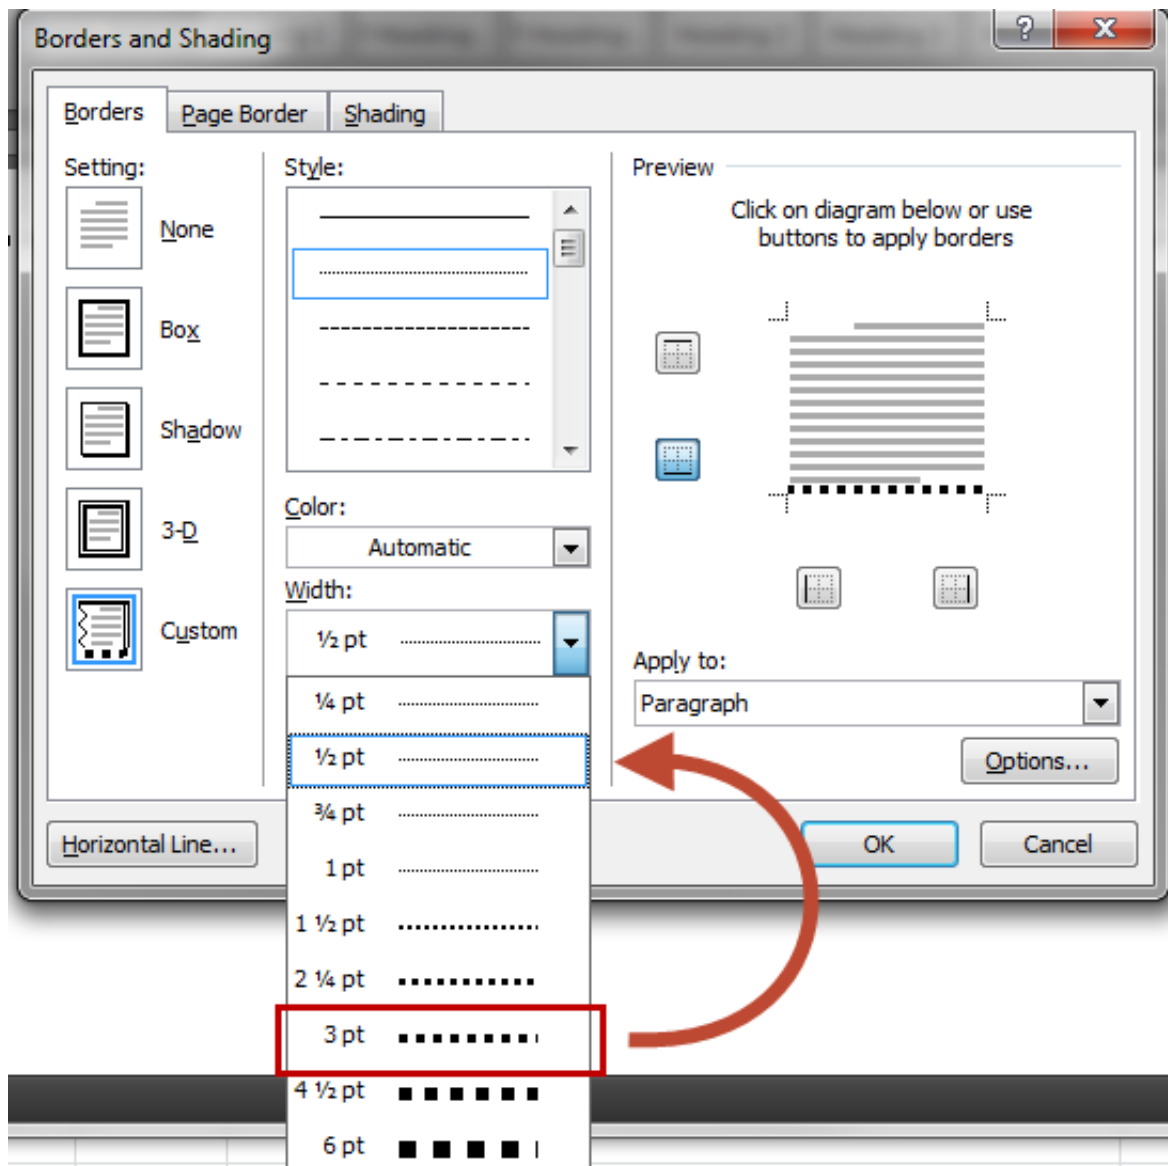 Borders and Shading
?
X
Borders
Page Border
Shading
Setting:
None
Box
Shadow
3-D
Custom
Style:
Color:
Automatic
Width:
½ pt
¼ pt
½ pt
¾ pt
1 pt
1 ½ pt
2 ¼ pt
3 pt
4 ½ pt
6 pt
Preview
Click on diagram below or use
buttons to apply borders
Apply to:
Paragraph
Options...
Horizontal Line...
OK
Cancel